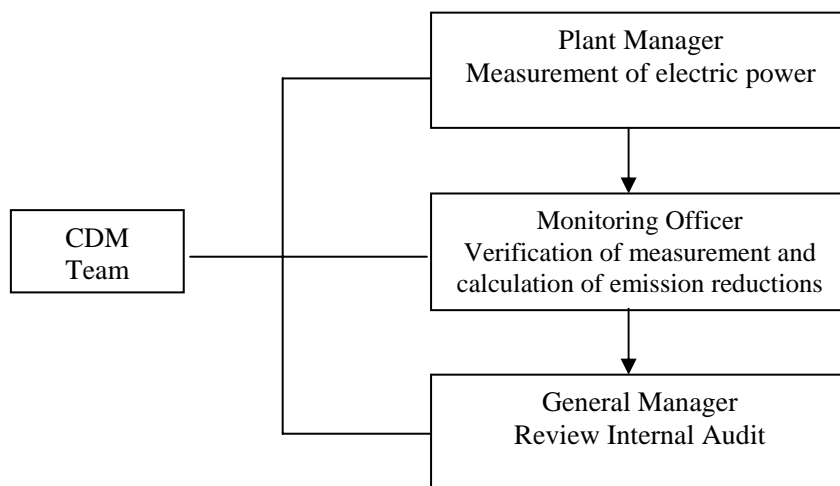 Plant Manager
Measurement of electric power
CDM
Team
Monitoring Officer
Verification of measurement and
calculation of emission reductions
General Manager
Review Internal Audit